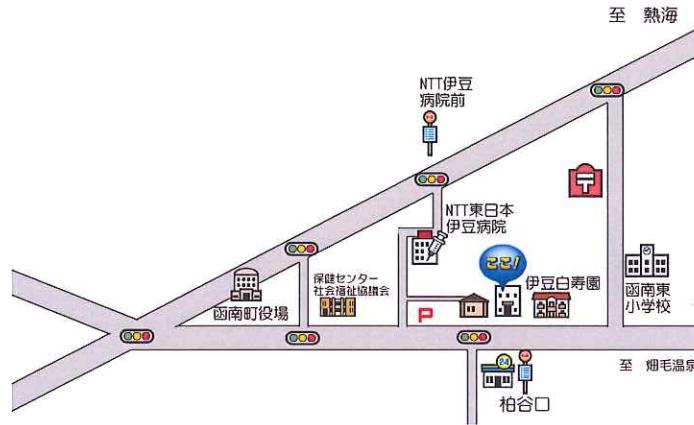 至 熱海
NTT伊豆
病院前
NTT東日本
伊豆病院
ここ!
伊豆白寿園
函南東
小学校
保健センター
社会福祉協議会
函南町役場
P
24
至 畑毛温泉
柏谷口